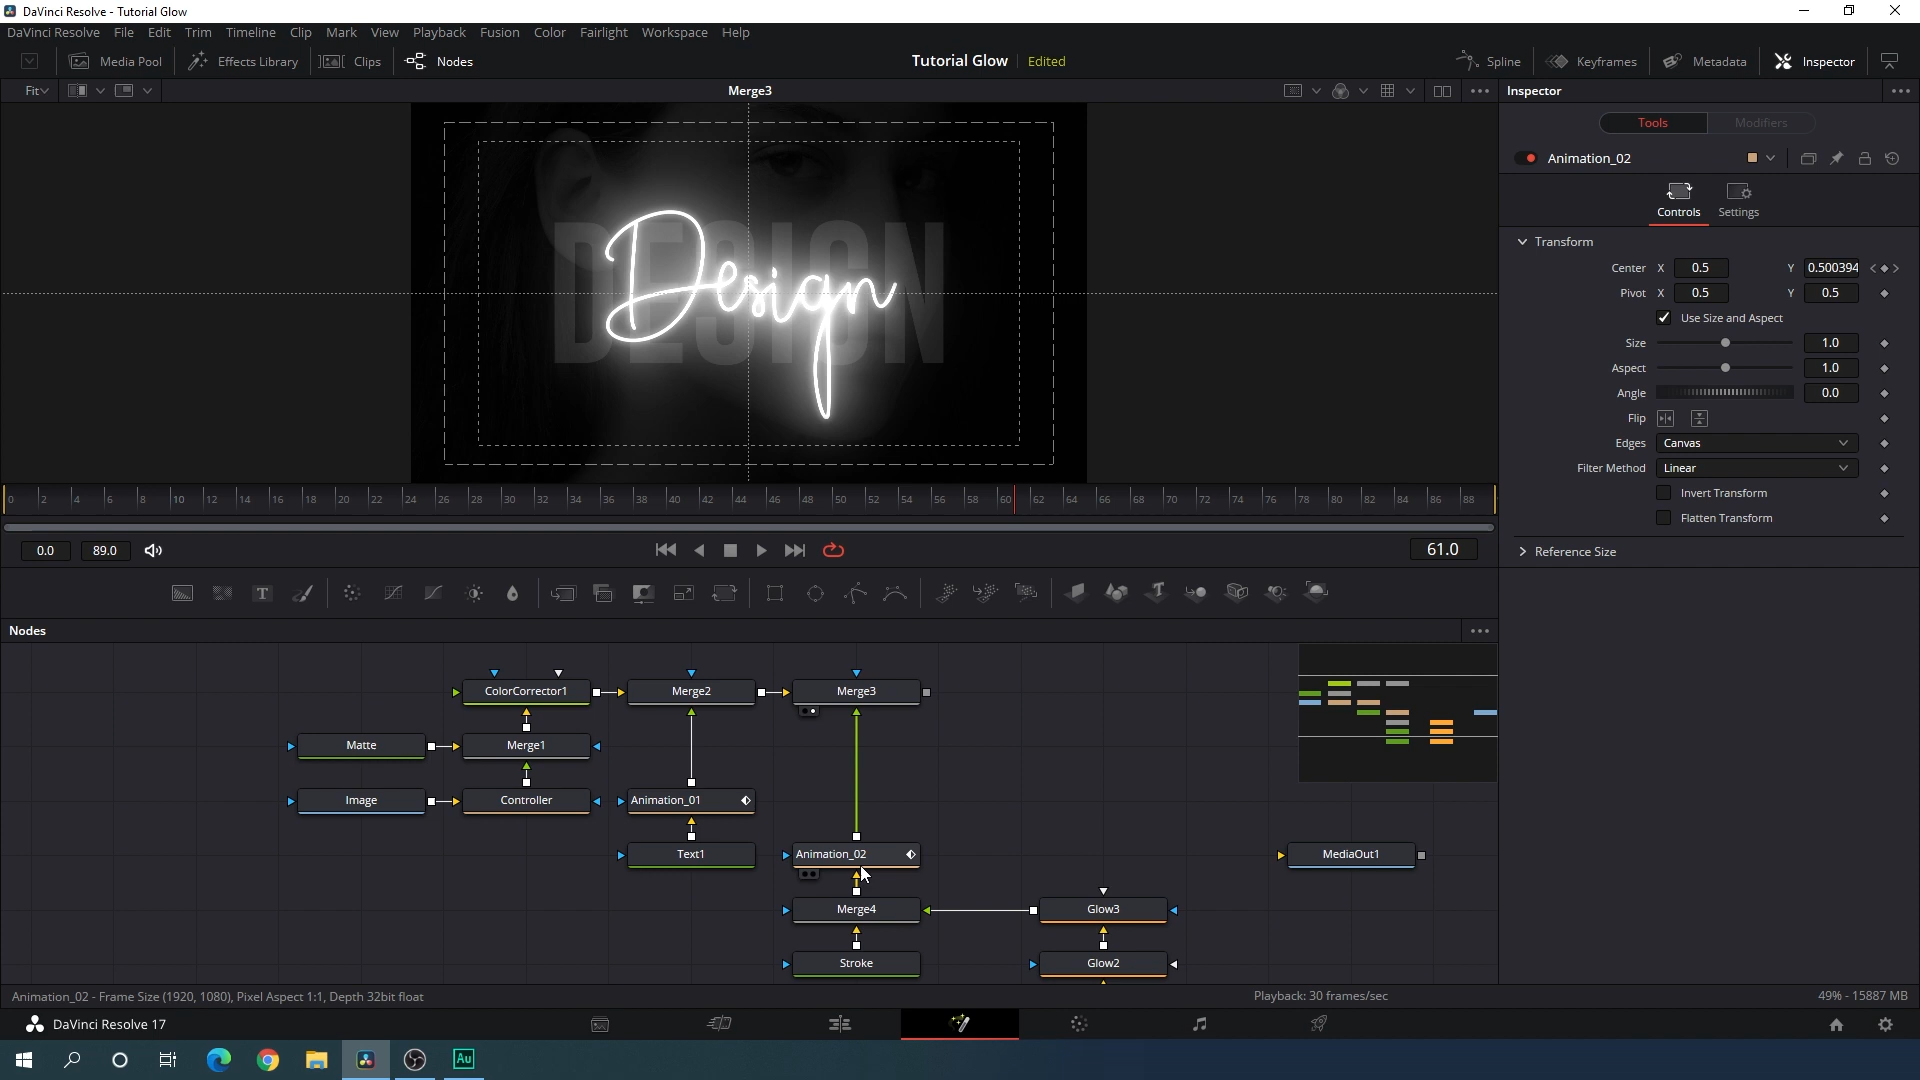 DaVinci Resolve - Tutorial Glow
DaVinci Resolve File Edit Trim Timeline Clip Mark View Playback Fusion Color Fairlight Workspace Help
Media Pool Effects Library Clips Nodes Tutorial Glow Edited Spline Keyframes Metadata Inspector
Fit Merge3 Inspector
Tools Modifiers
Animation_02
Controls Settings
Transform
Center X 0.5 Y 0.500394
Pivot X 0.5 Y 0.5
Use Size and Aspect
Size 1.0
Aspect 1.0
Angle 0.0
Flip
Edges Canvas
Filter Method Linear
Invert Transform
Flatten Transform
Reference Size
DESIGN
Design
0 2 4 6 8 10 12 14 16 18 20 22 24 26 28 30 32 34 36 38 40 42 44 46 48 50 52 54 56 58 60 62 64 66 68 70 72 74 76 78 80 82 84 86 88
0.0 89.0 61.0
Nodes
ColorCorrector1 Merge2 Merge3
Matte Merge1
Image Controller Animation_01
Text1 Animation_02 MediaOut1
Merge4 Glow3
Stroke Glow2
Animation_02 - Frame Size (1920, 1080), Pixel Aspect 1:1, Depth 32bit float Playback: 30 frames/sec 49% - 15887 MB
DaVinci Resolve 17
Au